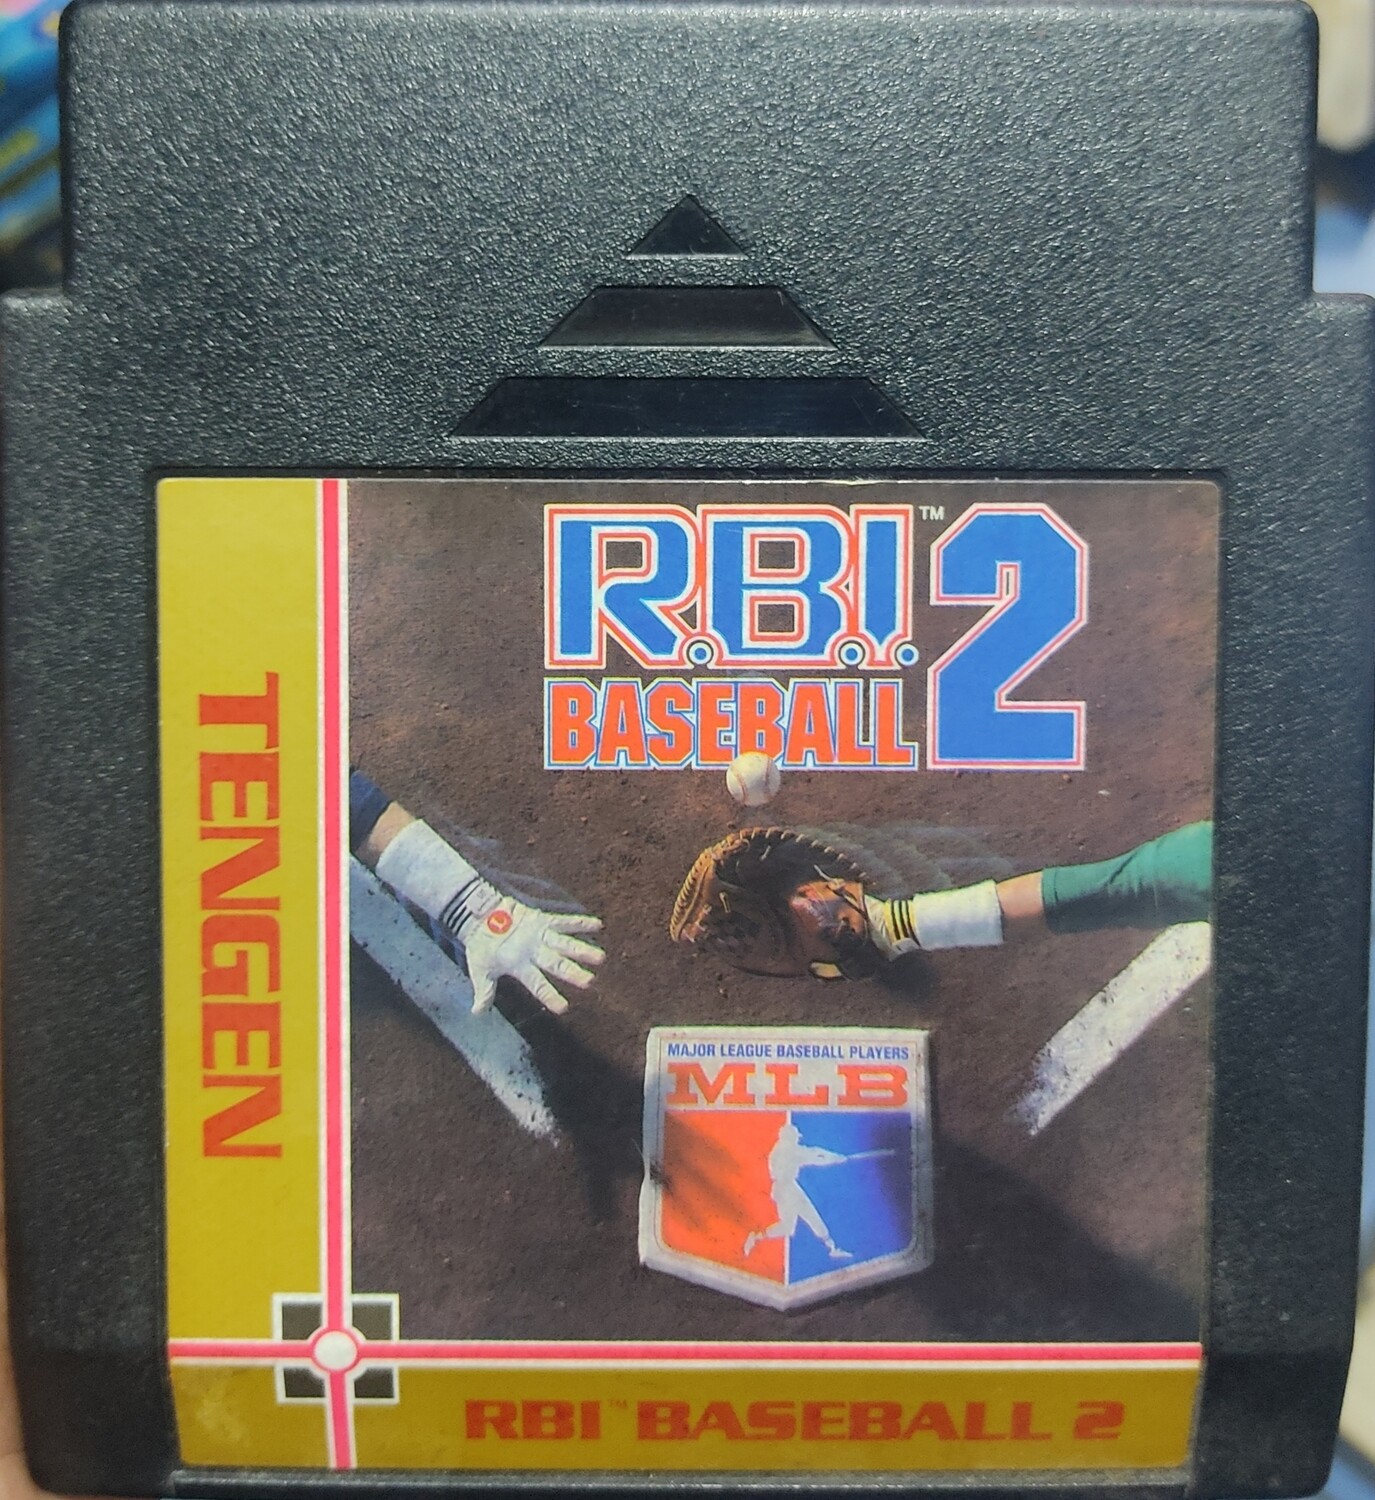 R.B.I.™ 2
BASEBALL
TENGEN
MAJOR LEAGUE BASEBALL PLAYERS
MLB
RBI™ BASEBALL 2